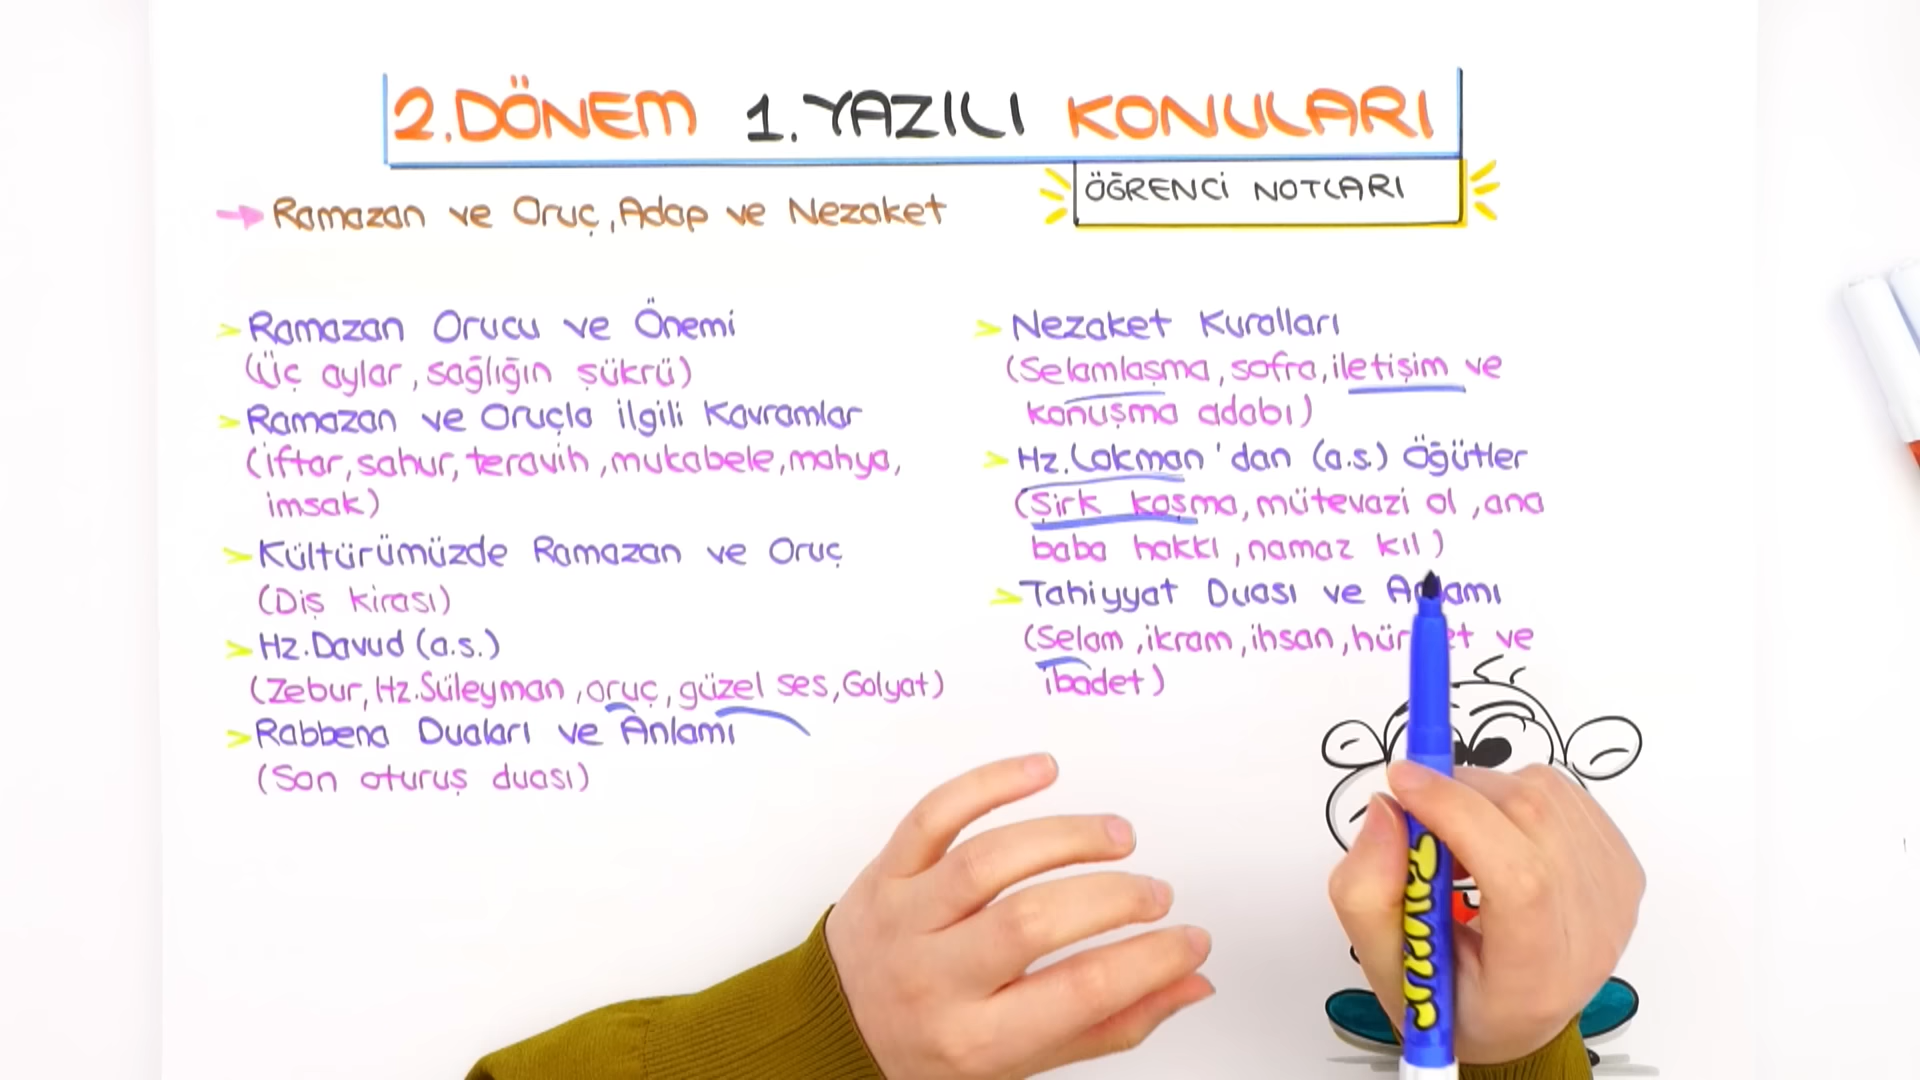 2.DÖNEM 1.YAZILI KONULARI
ÖĞRENCİ NOTLARI
Ramazan ve Oruç, Adap ve Nezaket
> Ramazan Orucu ve Önemi
(Üç aylar, sağlığın şükrü)
> Ramazan ve Oruçla ilgili Kavramlar
(iftar, sahur, teravih, mukabele, mahya,
imsak)
> Kültürümüzde Ramazan ve Oruç
(Diş kirası)
> Hz.Davud (a.s.)
(Zebur, Hz.Süleyman, oruç, güzel ses, Golyat)
> Rabbena Duaları ve Anlamı
(Son oturuş duası)
> Nezaket Kuralları
(Selamlaşma, sofra, iletişim ve
konuşma adabı)
> Hz.Lokman'dan (a.s.) Öğütler
(Şirk koşma, mütevazi ol, ana
baba hakkı, namaz kıl)
> Tahiyyat Duası ve
(Selam, ikram, ihsan, ve
ibadet)